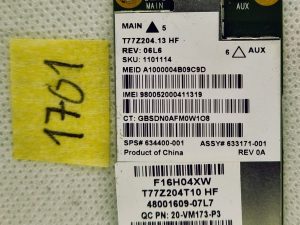 1761
MAIN 5
AUX
T77Z204.13 HF
REV: 06L6
6 AUX
SKU: 1101114
MEID A1000004B09C9D
IMEI 980052000411319
CT: GBSDN0AFM0W1O8
SPS# 634400-001 ASSY# 633171-001
Product of China REV 0A
F16H04XW
T77Z204T10 HF
48001609-07L7
QC PN: 20-VM173-P3